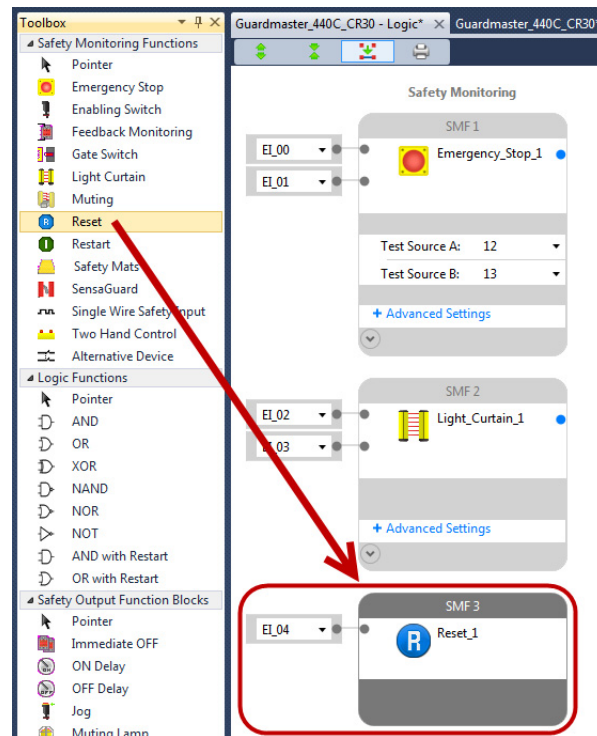 Toolbox
Safety Monitoring Functions
Pointer
Emergency Stop
Enabling Switch
Feedback Monitoring
Gate Switch
Light Curtain
Muting
R Reset
Restart
Safety Mats
SensaGuard
Single Wire Safety Input
Two Hand Control
Alternative Device
Logic Functions
Pointer
AND
OR
XOR
NAND
NOR
NOT
AND with Restart
OR with Restart
Safety Output Function Blocks
Pointer
Immediate OFF
ON Delay
OFF Delay
Jog
Muting Lamp
Guardmaster_440C_CR30 - Logic* Guardmaster_440C_CR30
Safety Monitoring
SMF 1
EI_00
Emergency_Stop_1
EI_01
Test Source A: 12
Test Source B: 13
+ Advanced Settings
SMF 2
EI_02
Light_Curtain_1
EI_03
+ Advanced Settings
SMF 3
EI_04
R Reset_1